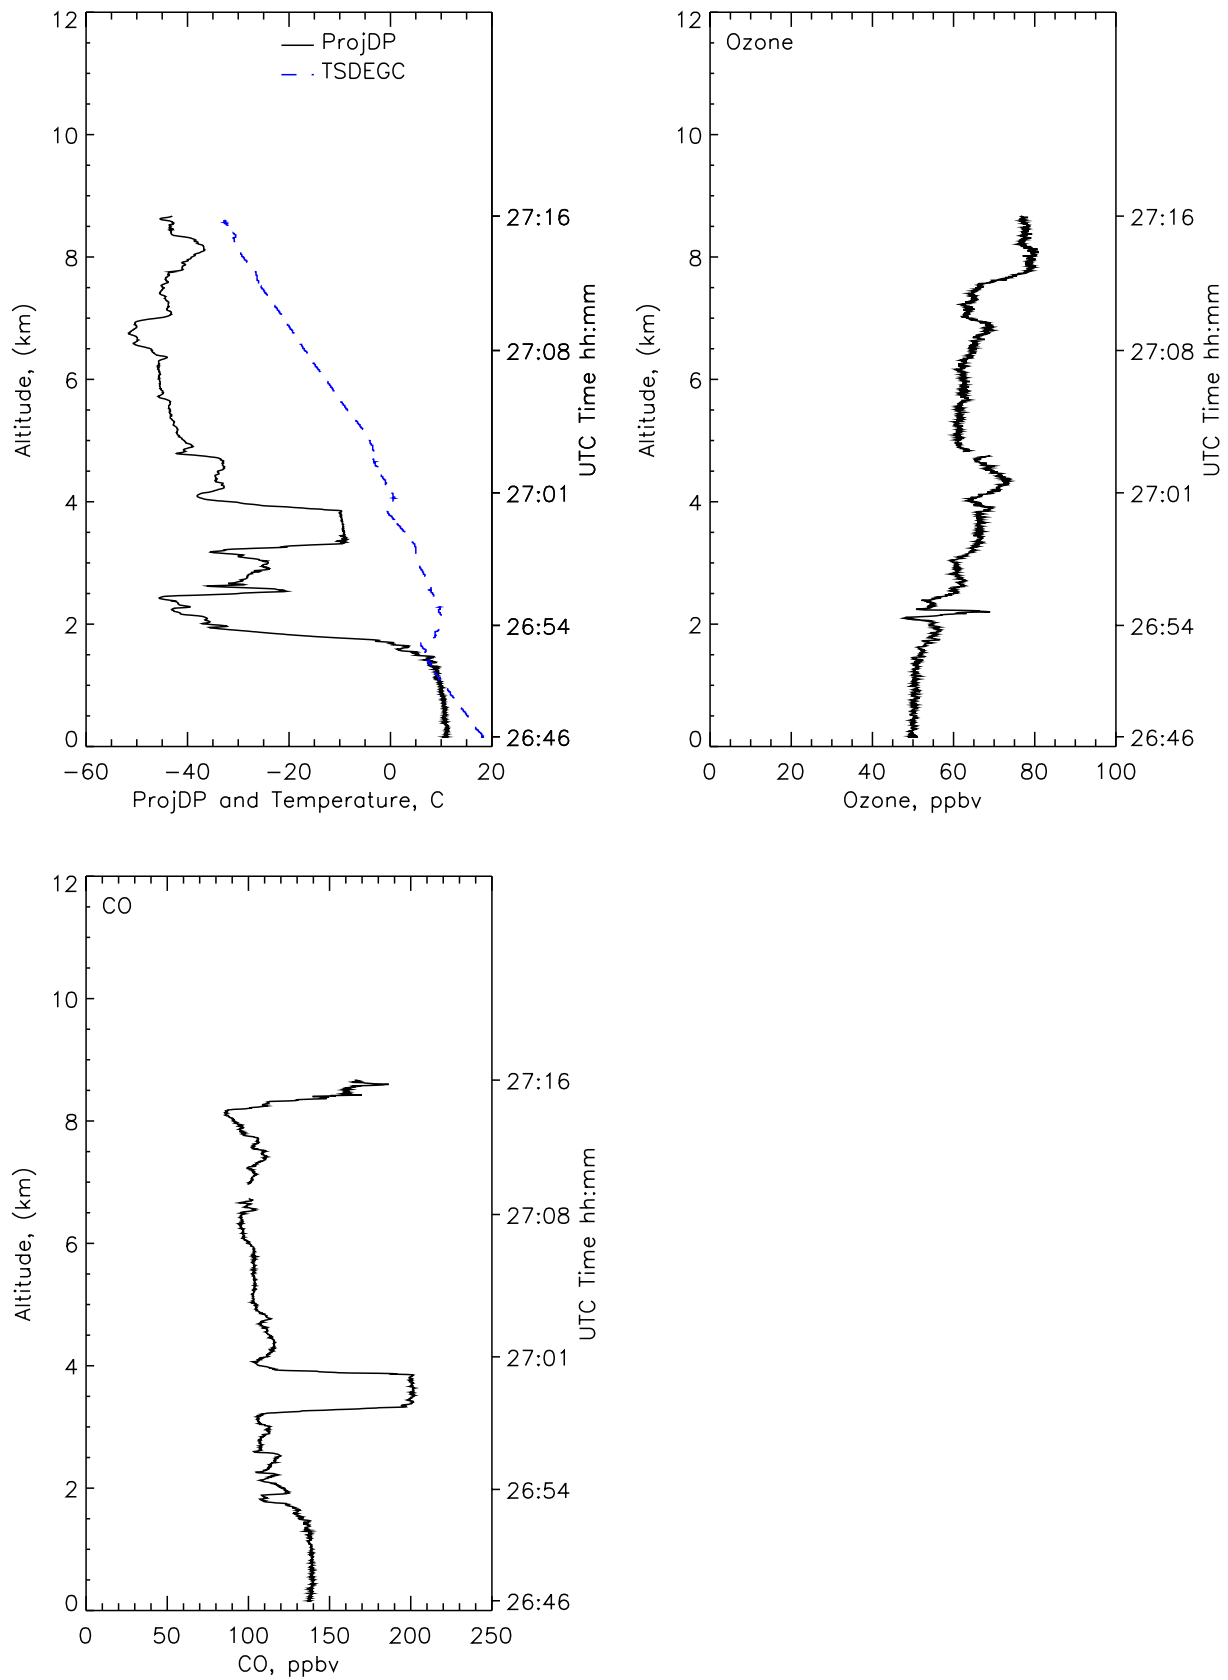 ProjDP
TSDEGC
12
10
8
6
4
2
0
Altitude, (km)
-60 -40 -20 0 20
ProjDP and Temperature, C
27:16
27:08
27:01
26:54
26:46
UTC Time hh:mm
Ozone
12
10
8
6
4
2
0
Altitude, (km)
0 20 40 60 80 100
Ozone, ppbv
27:16
27:08
27:01
26:54
26:46
UTC Time hh:mm
CO
12
10
8
6
4
2
0
Altitude, (km)
0 50 100 150 200 250
CO, ppbv
27:16
27:08
27:01
26:54
26:46
UTC Time hh:mm